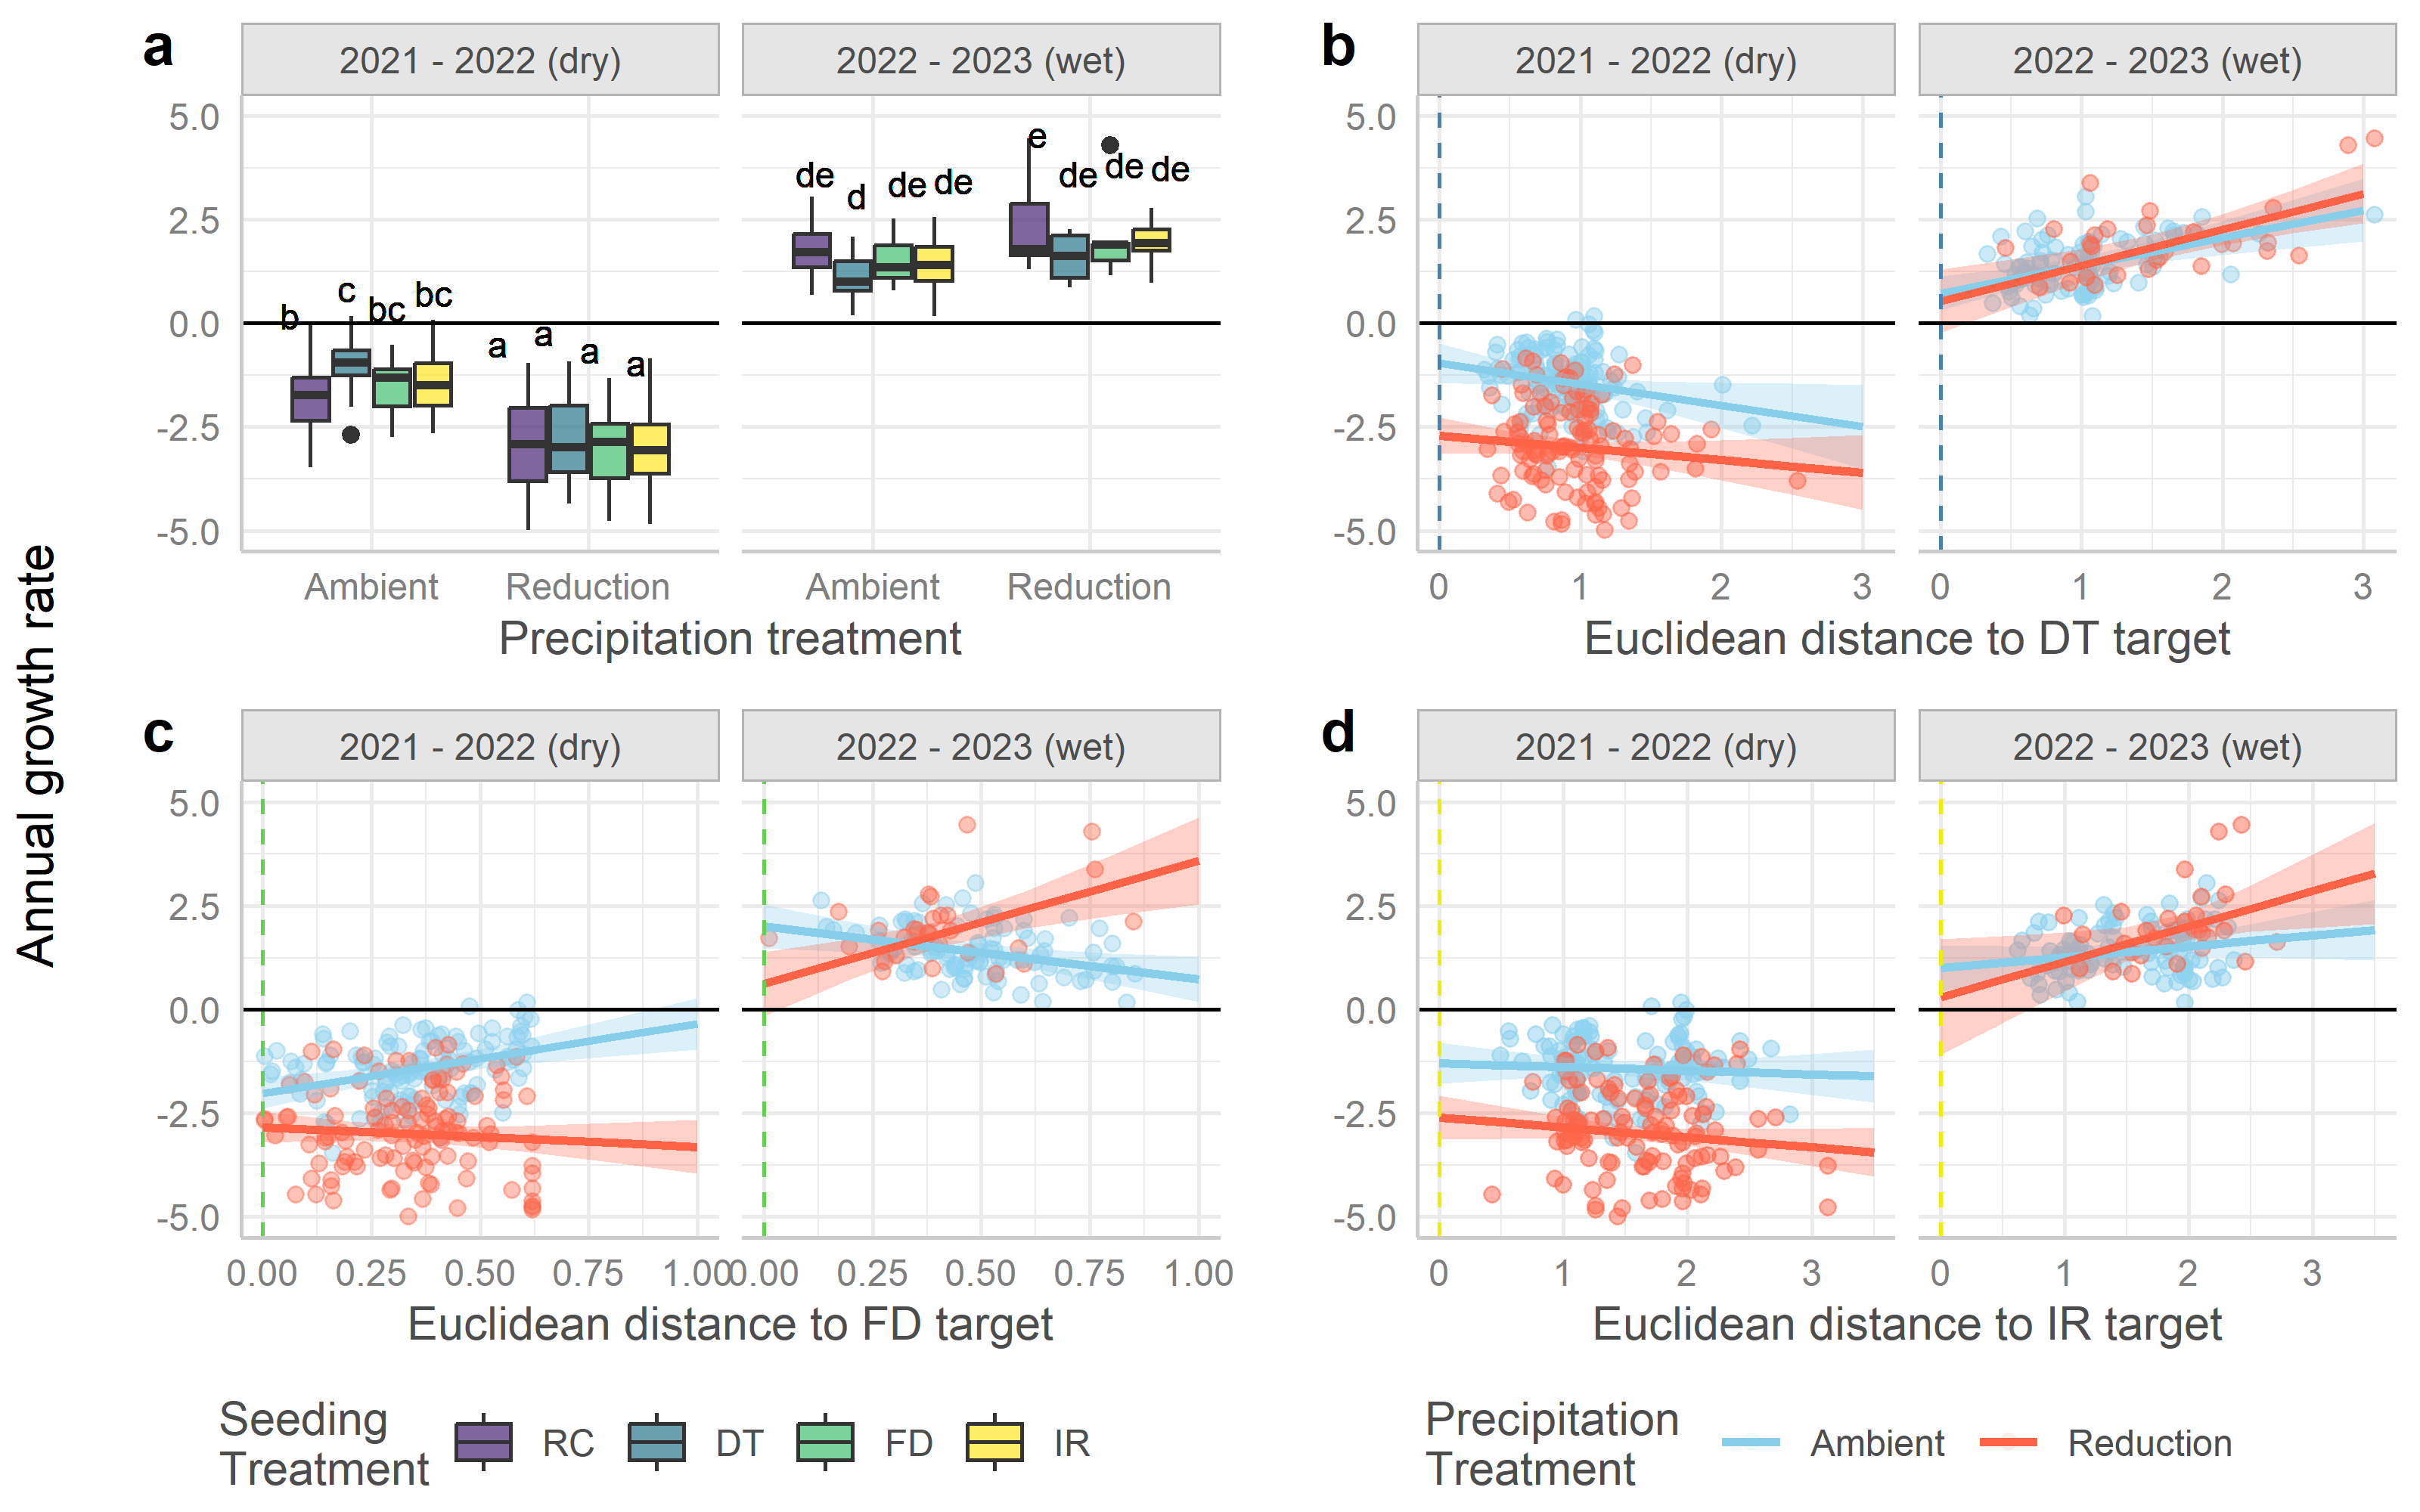 a
2021 - 2022 (dry)
2022 - 2023 (wet)
5.0
2.5
0.0
-2.5
-5.0
b
c
bc
bc
a
a
a
a
de
d
de
de
e
de
de
de
Ambient
Reduction
Ambient
Reduction
Precipitation treatment
b
2021 - 2022 (dry)
2022 - 2023 (wet)
5.0
2.5
0.0
-2.5
-5.0
0 1 2 3
0 1 2 3
Euclidean distance to DT target
Annual growth rate
c
2021 - 2022 (dry)
2022 - 2023 (wet)
5.0
2.5
0.0
-2.5
-5.0
0.00 0.25 0.50 0.75 1.00
0.00 0.25 0.50 0.75 1.00
Euclidean distance to FD target
d
2021 - 2022 (dry)
2022 - 2023 (wet)
5.0
2.5
0.0
-2.5
-5.0
0 1 2 3
0 1 2 3
Euclidean distance to IR target
Seeding
Treatment
RC
DT
FD
IR
Precipitation
Treatment
Ambient
Reduction